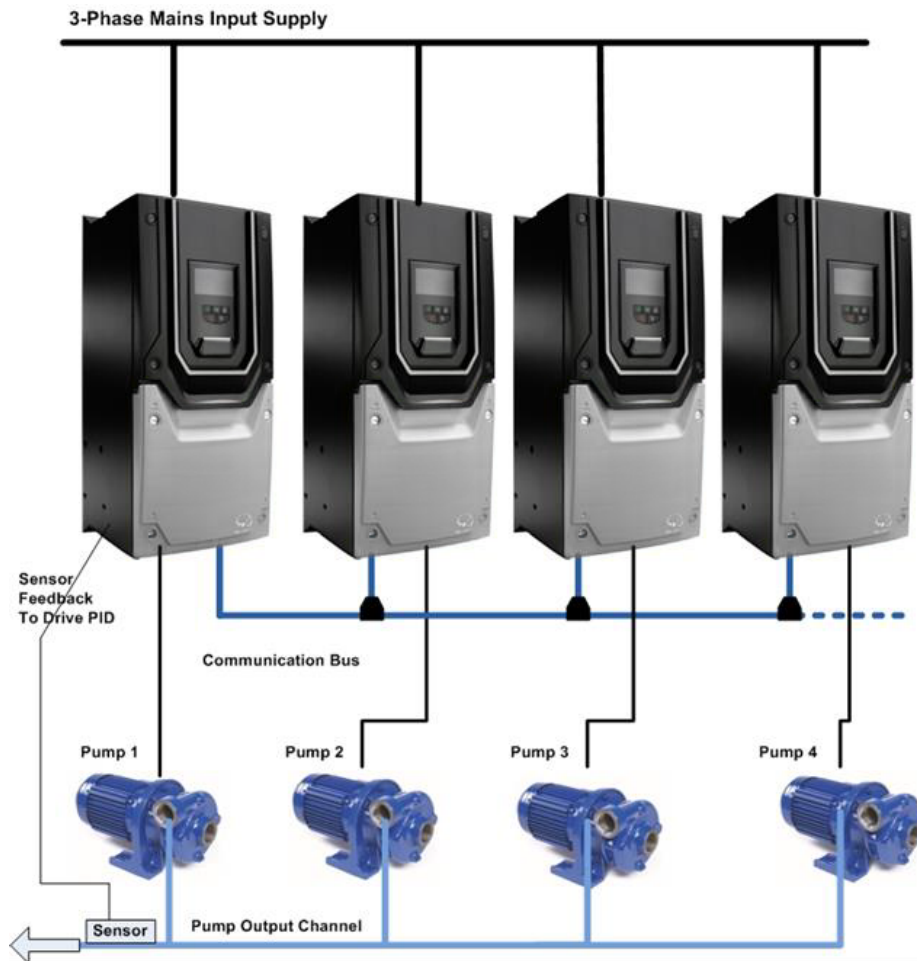 3-Phase Mains Input Supply
Sensor
Feedback
To Drive PID
Communication Bus
Pump 1
Pump 2
Pump 3
Pump 4
Sensor
Pump Output Channel